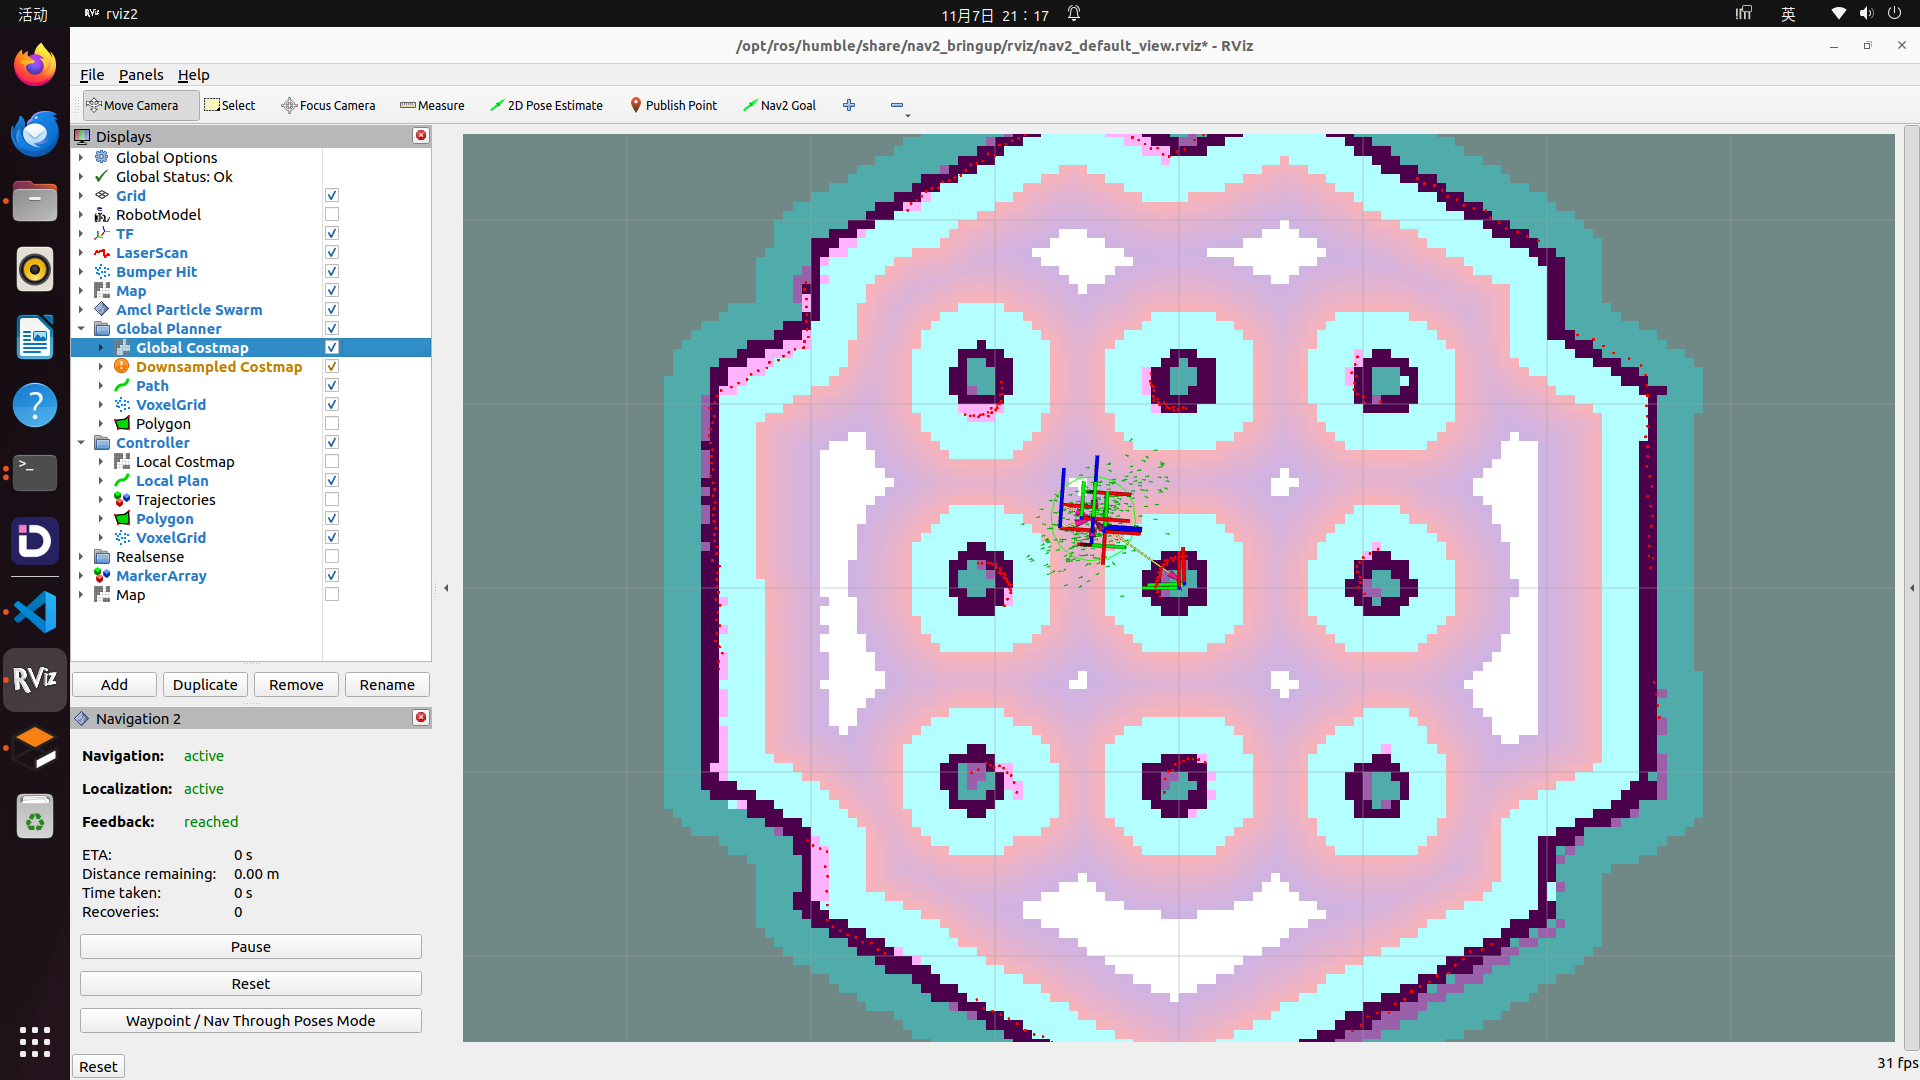 活动
rviz2
11月7日 21：17
英
/opt/ros/humble/share/nav2_bringup/rviz/nav2_default_view.rviz* - RViz
File Panels Help
Move Camera Select Focus Camera Measure 2D Pose Estimate Publish Point Nav2 Goal
Displays
Global Options
Global Status: Ok
Grid
RobotModel
TF
LaserScan
Bumper Hit
Map
Amcl Particle Swarm
Global Planner
Global Costmap
Downsampled Costmap
Path
VoxelGrid
Polygon
Controller
Local Costmap
Local Plan
Trajectories
Polygon
VoxelGrid
Realsense
MarkerArray
Map
Add Duplicate Remove Rename
Navigation 2
Navigation: active
Localization: active
Feedback: reached
ETA: 0 s
Distance remaining: 0.00 m
Time taken: 0 s
Recoveries: 0
Pause
Reset
Waypoint / Nav Through Poses Mode
Reset
31 fps
RViz